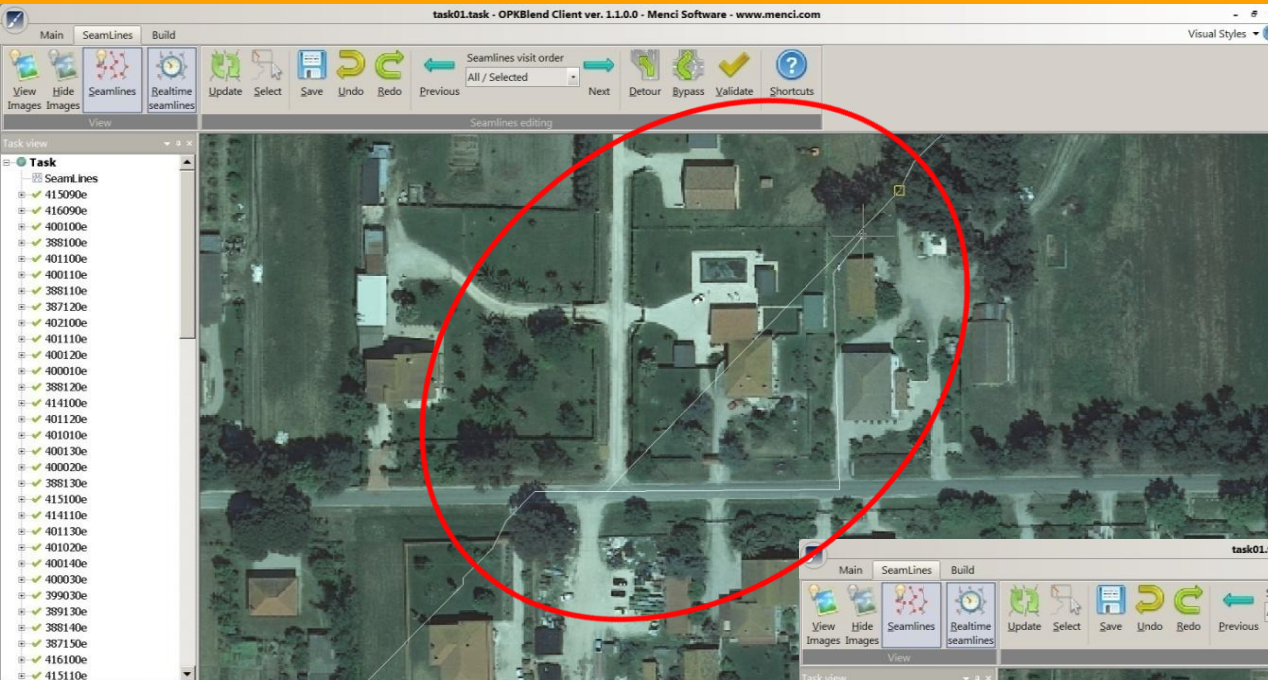 task01.task - OPKBlend Client ver. 1.1.0.0 - Menci Software - www.menci.com
Main SeamLines Build
Visual Styles
View Images
Hide Images
Seamlines
Realtime seamlines
Update
Select
Save
Undo
Redo
Previous
Seamlines visit order
All / Selected
Next
Detour
Bypass
Validate
Shortcuts
View
Seamlines editing
Task view
Task
SeamLines
415090e
416090e
400100e
388100e
401100e
400110e
388110e
387120e
402100e
401110e
400120e
400010e
388120e
414100e
401120e
401010e
400130e
400020e
388130e
415100e
414110e
401130e
401020e
400140e
400030e
399030e
389130e
388140e
387150e
416100e
415110e
task01.
Main SeamLines Build
View Images
Hide Images
Seamlines
Realtime seamlines
Update
Select
Save
Undo
Redo
Previous
View
Task view